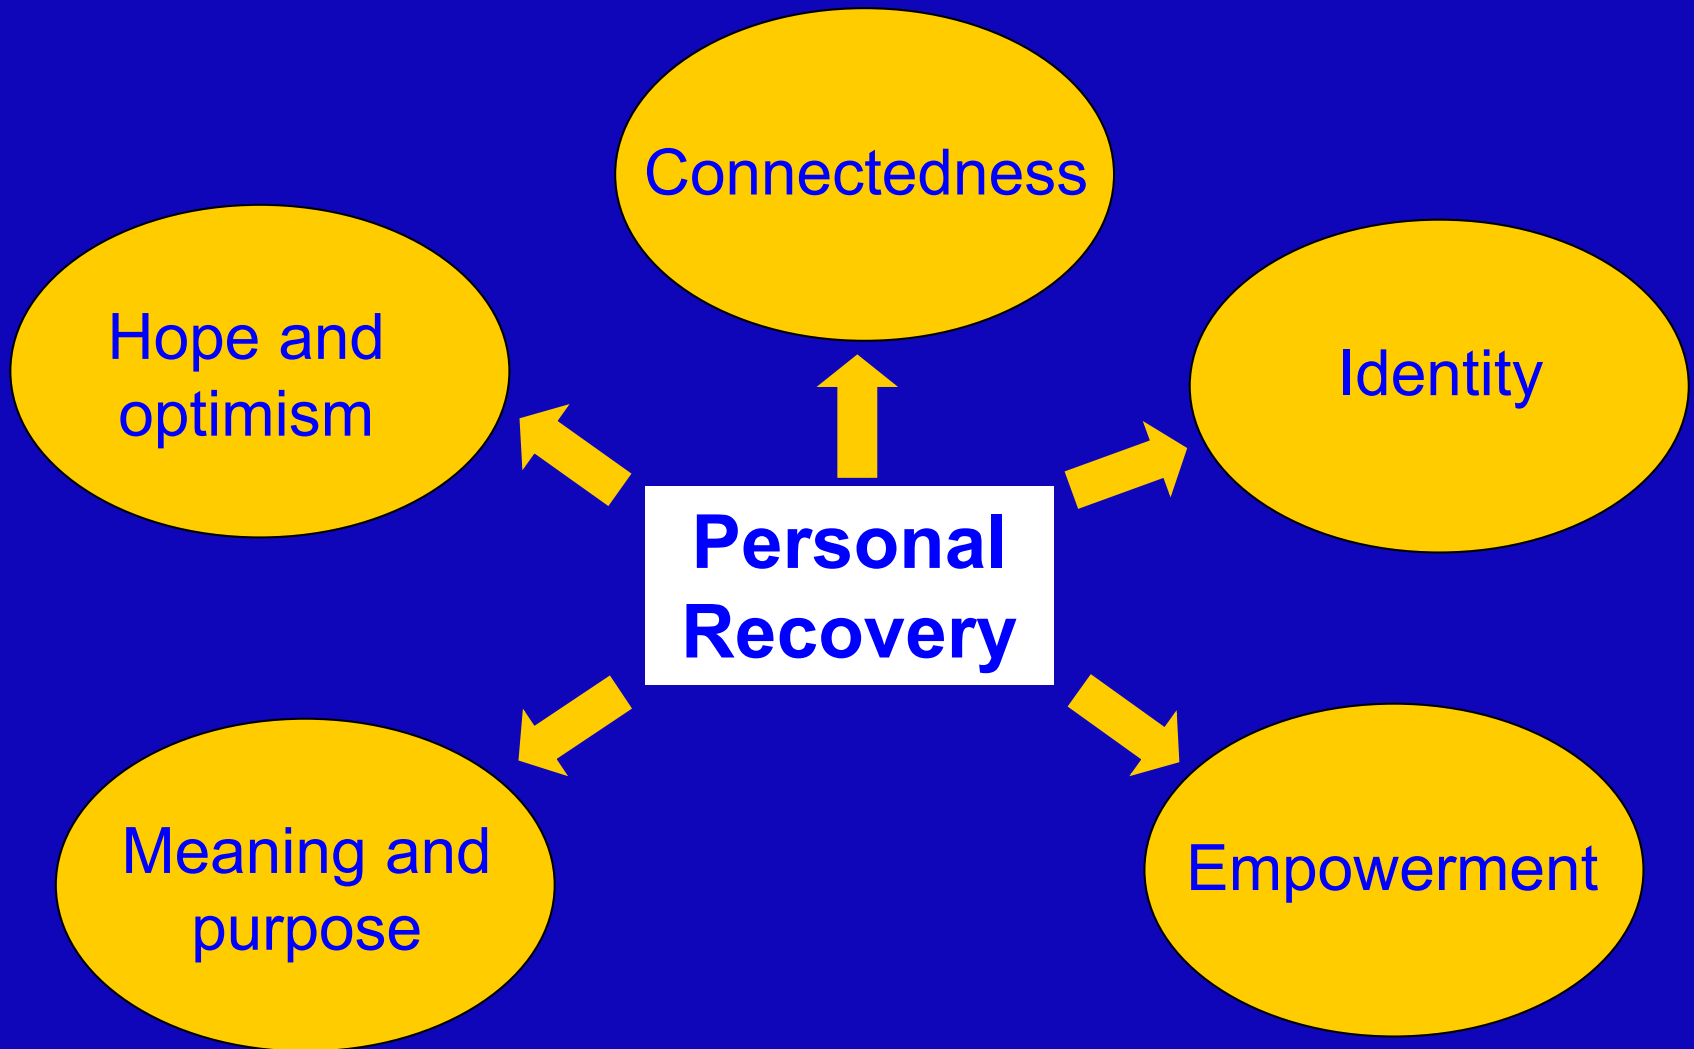 Connectedness
Hope and
optimism
Identity
Personal
Recovery
Meaning and
purpose
Empowerment